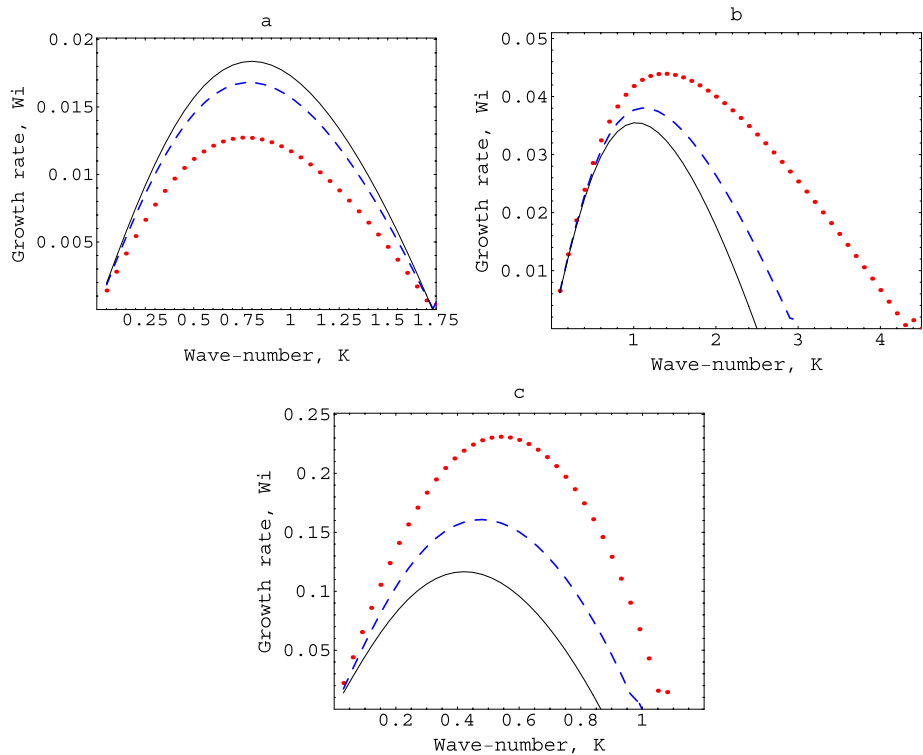 a
Growth rate, Wi
0.02
0.015
0.01
0.005
0.25 0.5 0.75 1 1.25 1.5 1.75
Wave-number, K
b
Growth rate, Wi
0.05
0.04
0.03
0.02
0.01
1 2 3 4
Wave-number, K
c
Growth rate, Wi
0.25
0.2
0.15
0.1
0.05
0.2 0.4 0.6 0.8 1
Wave-number, K